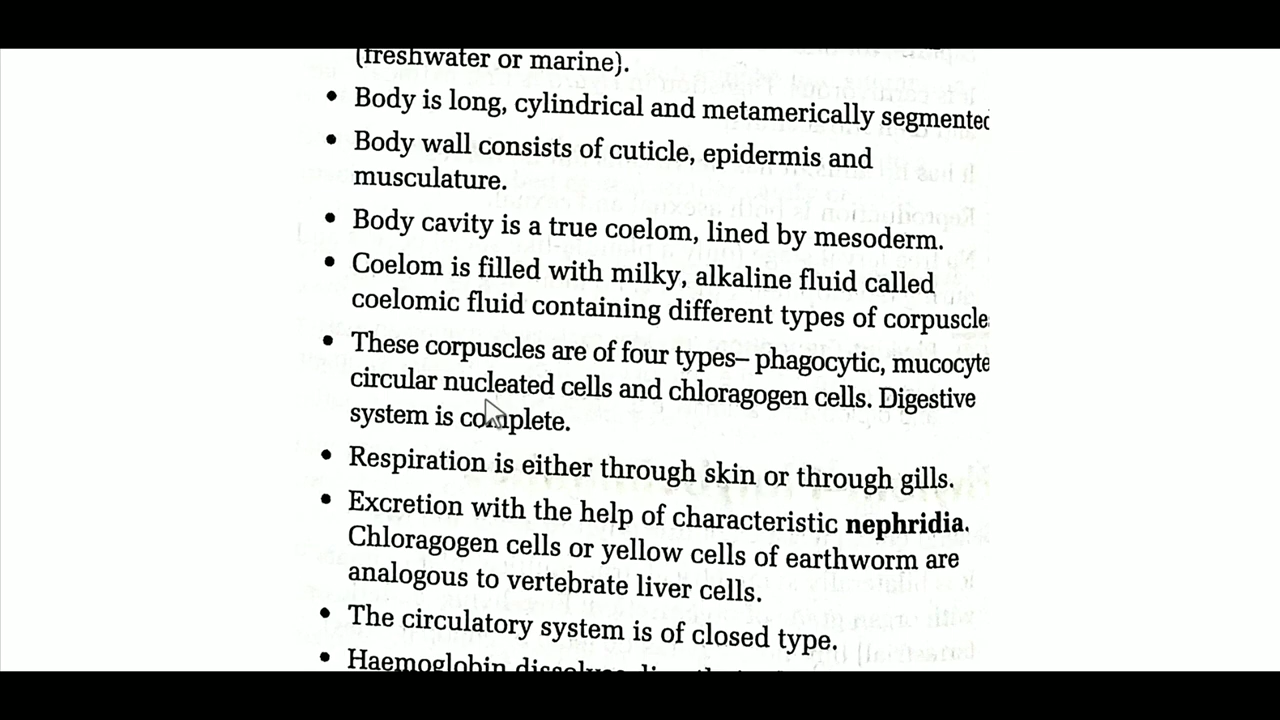 (freshwater or marine).
• Body is long, cylindrical and metamerically segmented
• Body wall consists of cuticle, epidermis and
musculature.
• Body cavity is a true coelom, lined by mesoderm.
• Coelom is filled with milky, alkaline fluid called
coelomic fluid containing different types of corpuscle
• These corpuscles are of four types– phagocytic, mucocyte
circular nucleated cells and chloragogen cells. Digestive
system is complete.
• Respiration is either through skin or through gills.
• Excretion with the help of characteristic nephridia.
Chloragogen cells or yellow cells of earthworm are
analogous to vertebrate liver cells.
• The circulatory system is of closed type.
• Haemoglobin